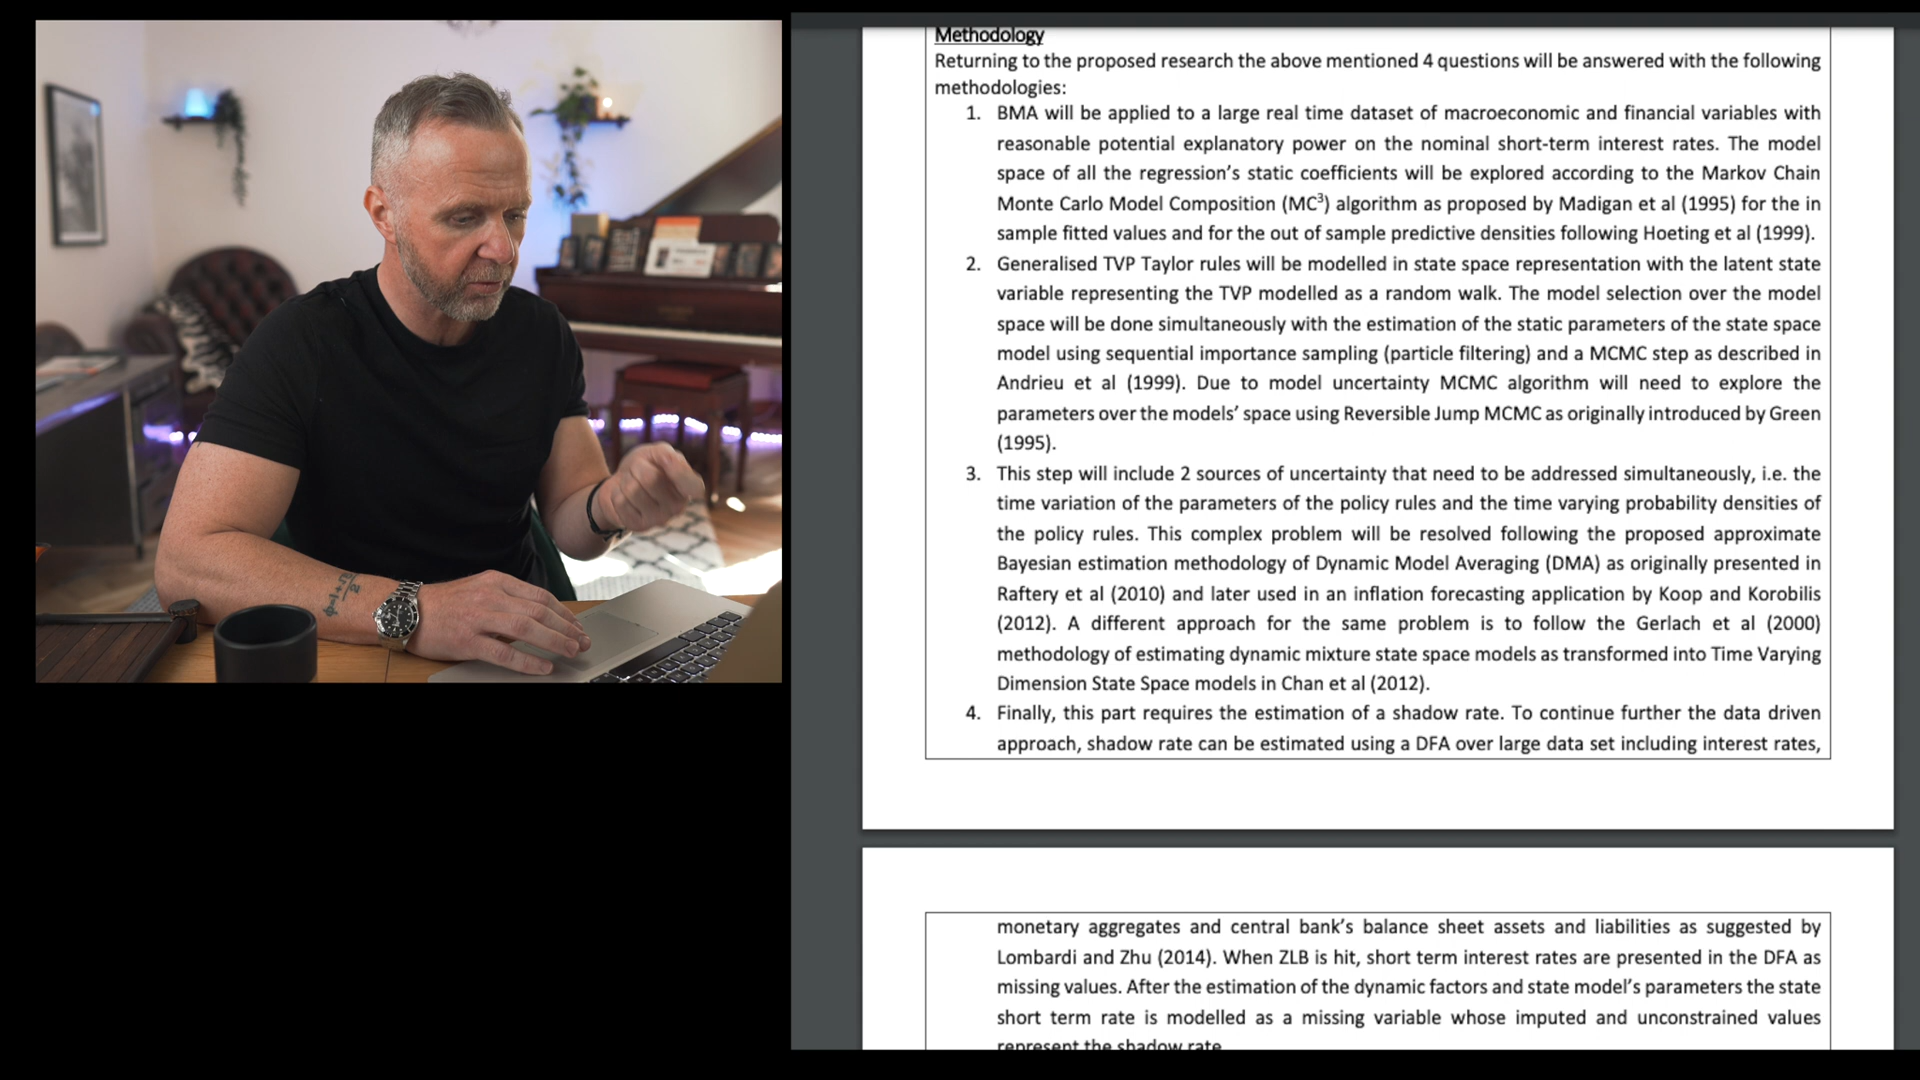 Methodology
Returning to the proposed research the above mentioned 4 questions will be answered with the following
methodologies:
1. BMA will be applied to a large real time dataset of macroeconomic and financial variables with
reasonable potential explanatory power on the nominal short-term interest rates. The model
space of all the regression's static coefficients will be explored according to the Markov Chain
Monte Carlo Model Composition (MC³) algorithm as proposed by Madigan et al (1995) for the in
sample fitted values and for the out of sample predictive densities following Hoeting et al (1999).
2. Generalised TVP Taylor rules will be modelled in state space representation with the latent state
variable representing the TVP modelled as a random walk. The model selection over the model
space will be done simultaneously with the estimation of the static parameters of the state space
model using sequential importance sampling (particle filtering) and a MCMC step as described in
Andrieu et al (1999). Due to model uncertainty MCMC algorithm will need to explore the
parameters over the models' space using Reversible Jump MCMC as originally introduced by Green
(1995).
3. This step will include 2 sources of uncertainty that need to be addressed simultaneously, i.e. the
time variation of the parameters of the policy rules and the time varying probability densities of
the policy rules. This complex problem will be resolved following the proposed approximate
Bayesian estimation methodology of Dynamic Model Averaging (DMA) as originally presented in
Raftery et al (2010) and later used in an inflation forecasting application by Koop and Korobilis
(2012). A different approach for the same problem is to follow the Gerlach et al (2000)
methodology of estimating dynamic mixture state space models as transformed into Time Varying
Dimension State Space models in Chan et al (2012).
4. Finally, this part requires the estimation of a shadow rate. To continue further the data driven
approach, shadow rate can be estimated using a DFA over large data set including interest rates,
monetary aggregates and central bank's balance sheet assets and liabilities as suggested by
Lombardi and Zhu (2014). When ZLB is hit, short term interest rates are presented in the DFA as
missing values. After the estimation of the dynamic factors and state model's parameters the state
short term rate is modelled as a missing variable whose imputed and unconstrained values
represent the shadow rate